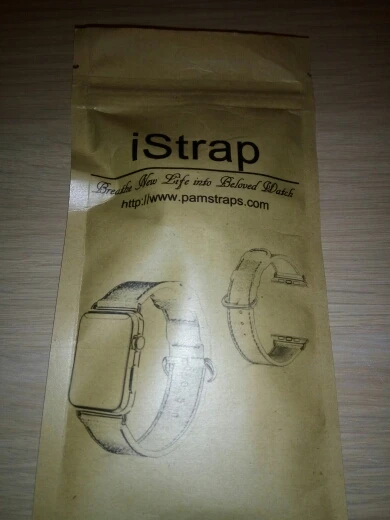 iStrap
Breathe New Life into Beloved Watch
http://www.pamstraps.com